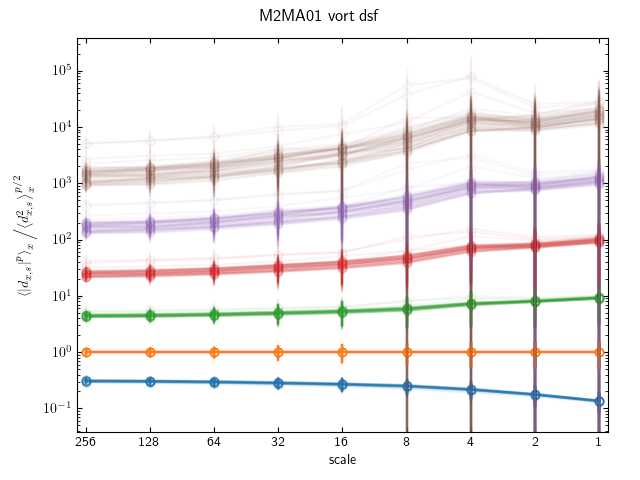 M2MA01 vort dsf
⟨|d_{x,s}|^p⟩_x / ⟨d_{x,s}^2⟩_x^{p/2}
10^5
10^4
10^3
10^2
10^1
10^0
10^{-1}
256 128 64 32 16 8 4 2 1
scale